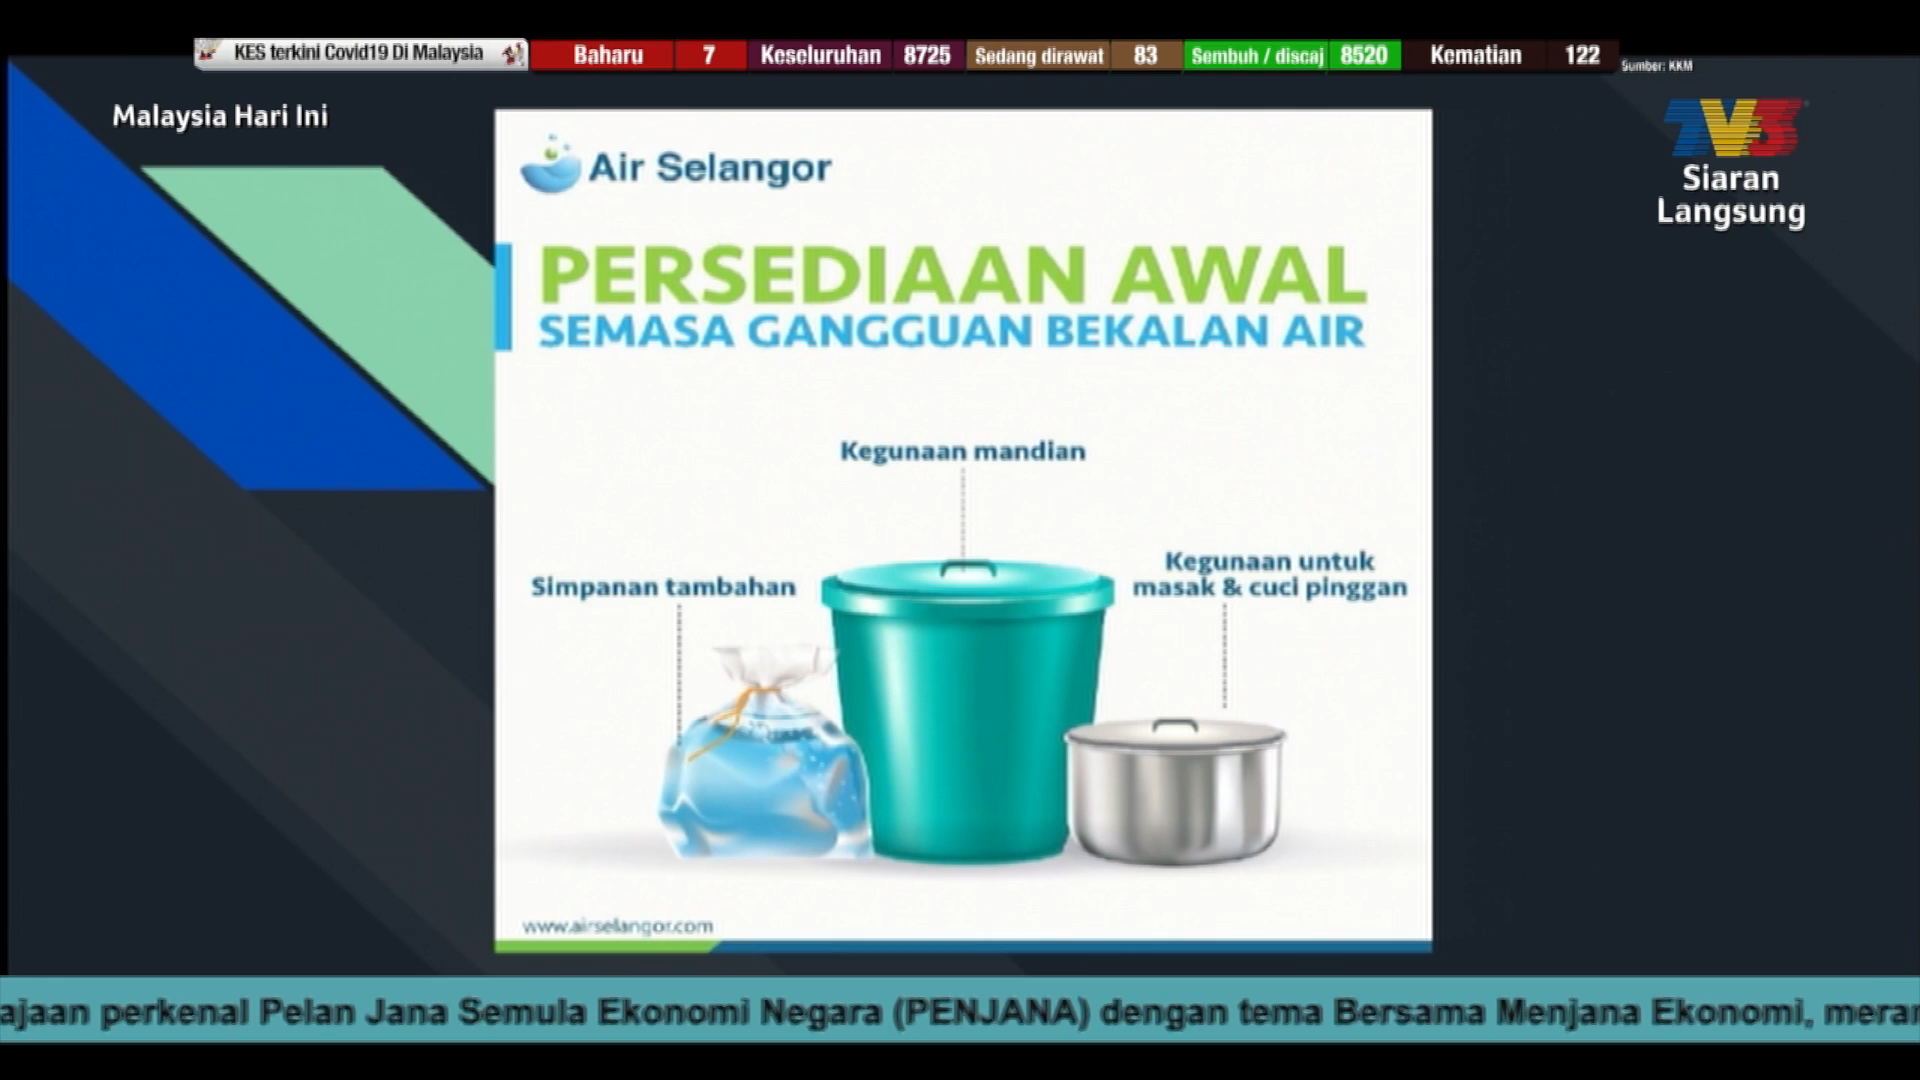 KES terkini Covid19 Di Malaysia
Baharu 7
Keseluruhan 8725
Sedang dirawat 83
Sembuh / discaj 8520
Kematian 122
Sumber: KKM
Malaysia Hari Ini
TV3
Siaran
Langsung
Air Selangor
PERSEDIAAN AWAL
SEMASA GANGGUAN BEKALAN AIR
Kegunaan mandian
Simpanan tambahan
Kegunaan untuk
masak & cuci pinggan
www.airselangor.com
ajaan perkenal Pelan Jana Semula Ekonomi Negara (PENJANA) dengan tema Bersama Menjana Ekonomi, meran